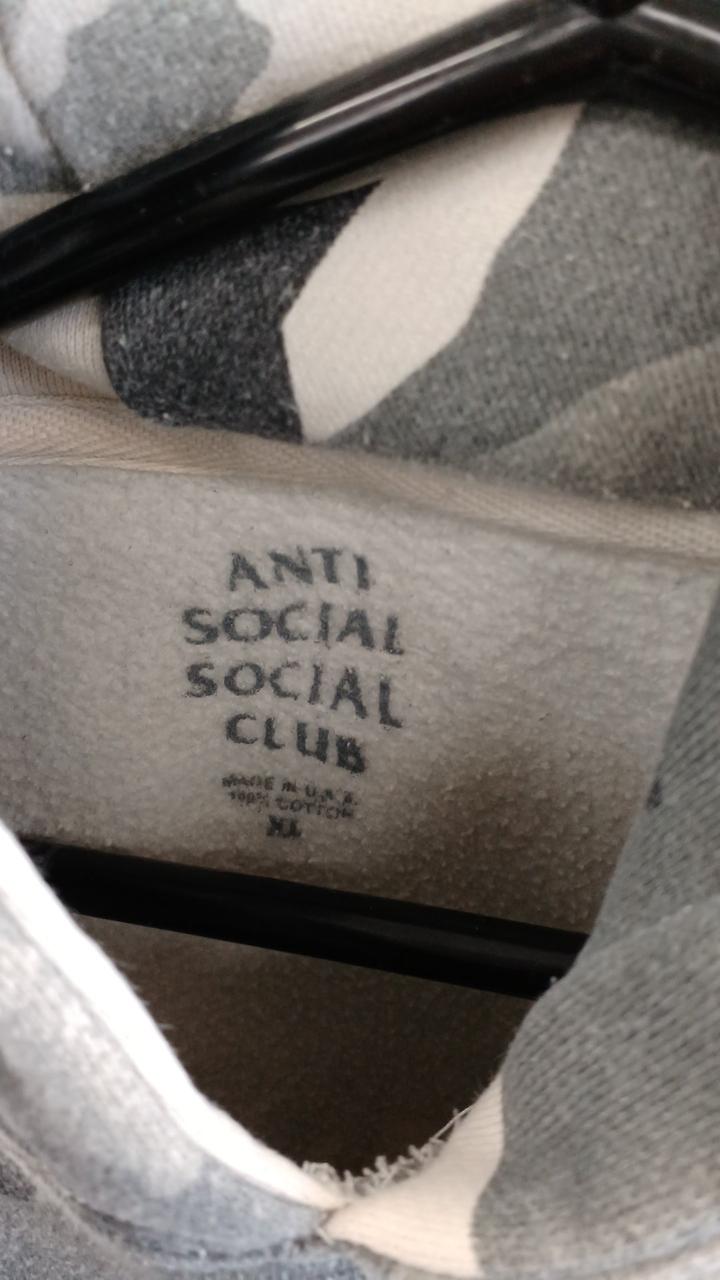 ANTI
SOCIAL
SOCIAL
CLUB
MADE IN U.S.A.
100% COTTON
XL